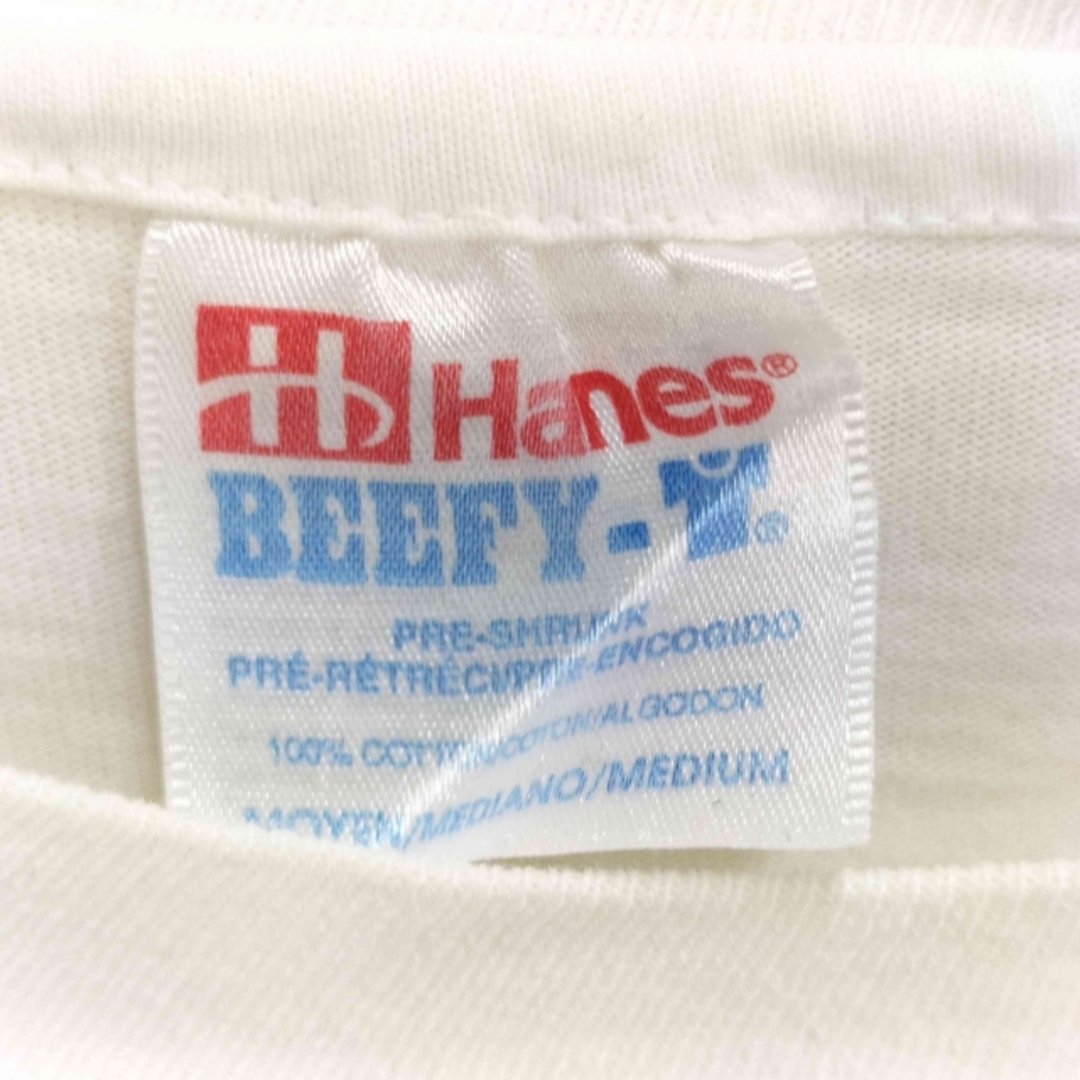 H Hanes®
BEEFY-T®
PRE-SHRUNK
PRÉ-RÉTRÉCI/PRE-ENCOGIDO
100% COTTON/COTON/ALGODON
MOYEN/MEDIANO/MEDIUM